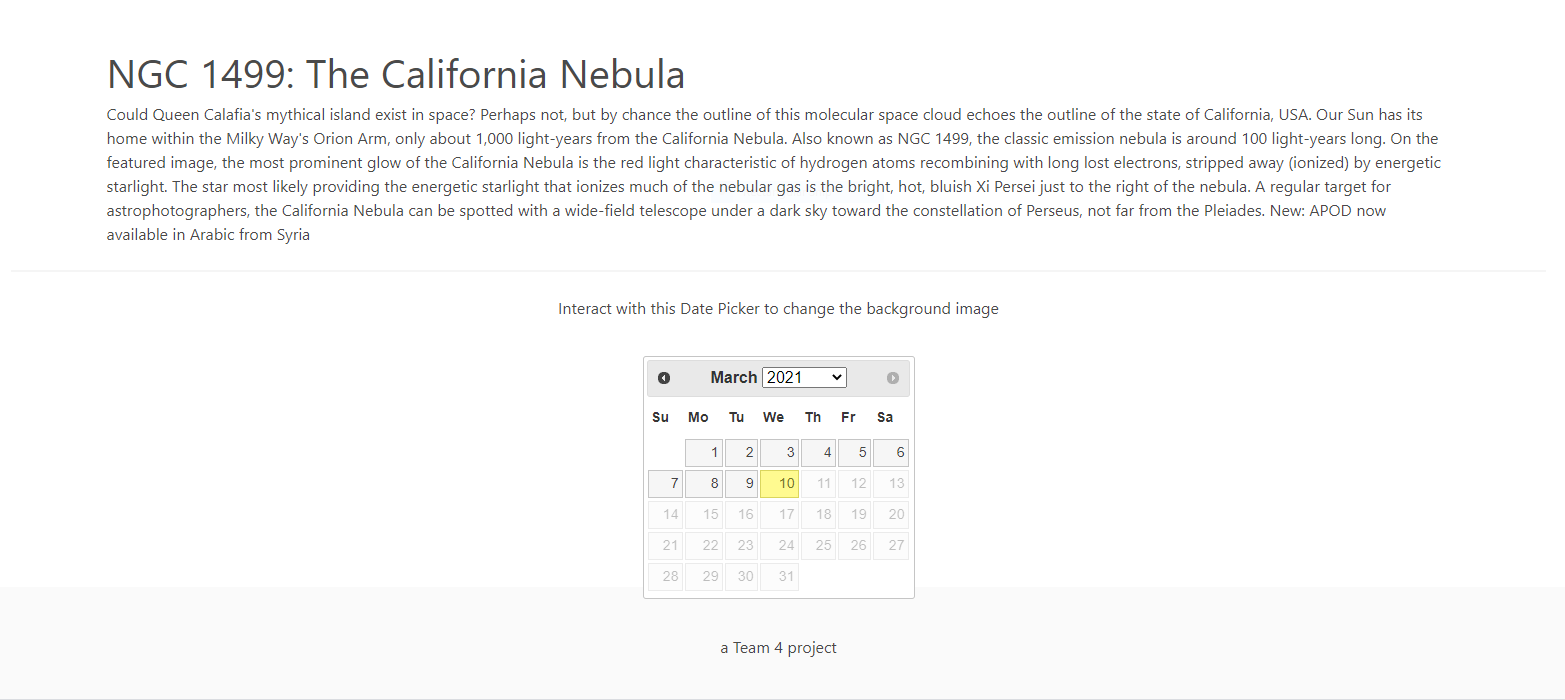 NGC 1499: The California Nebula
Could Queen Calafia's mythical island exist in space? Perhaps not, but by chance the outline of this molecular space cloud echoes the outline of the state of California, USA. Our Sun has its
home within the Milky Way's Orion Arm, only about 1,000 light-years from the California Nebula. Also known as NGC 1499, the classic emission nebula is around 100 light-years long. On the
featured image, the most prominent glow of the California Nebula is the red light characteristic of hydrogen atoms recombining with long lost electrons, stripped away (ionized) by energetic
starlight. The star most likely providing the energetic starlight that ionizes much of the nebular gas is the bright, hot, bluish Xi Persei just to the right of the nebula. A regular target for
astrophotographers, the California Nebula can be spotted with a wide-field telescope under a dark sky toward the constellation of Perseus, not far from the Pleiades. New: APOD now
available in Arabic from Syria
Interact with this Date Picker to change the background image
March 2021
Su Mo Tu We Th Fr Sa
1 2 3 4 5 6
7 8 9 10 11 12 13
14 15 16 17 18 19 20
21 22 23 24 25 26 27
28 29 30 31
a Team 4 project